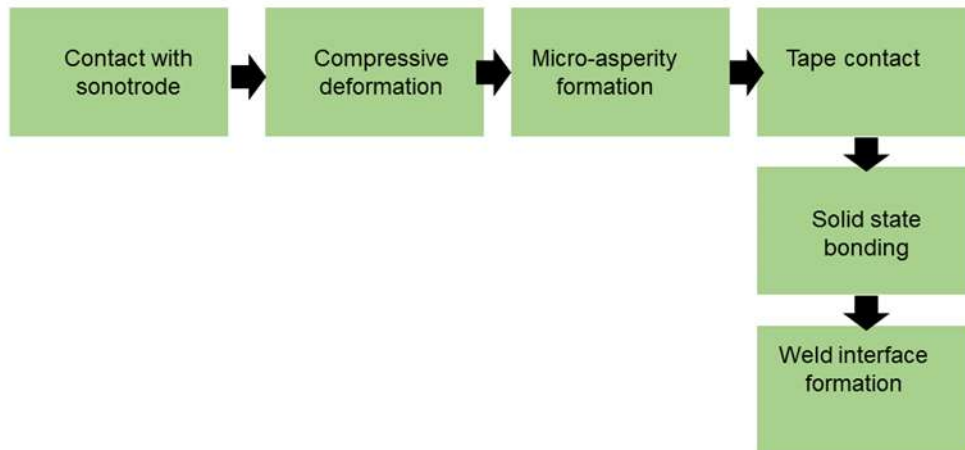 Contact with
sonotrode
Compressive
deformation
Micro-asperity
formation
Tape contact
Solid state
bonding
Weld interface
formation